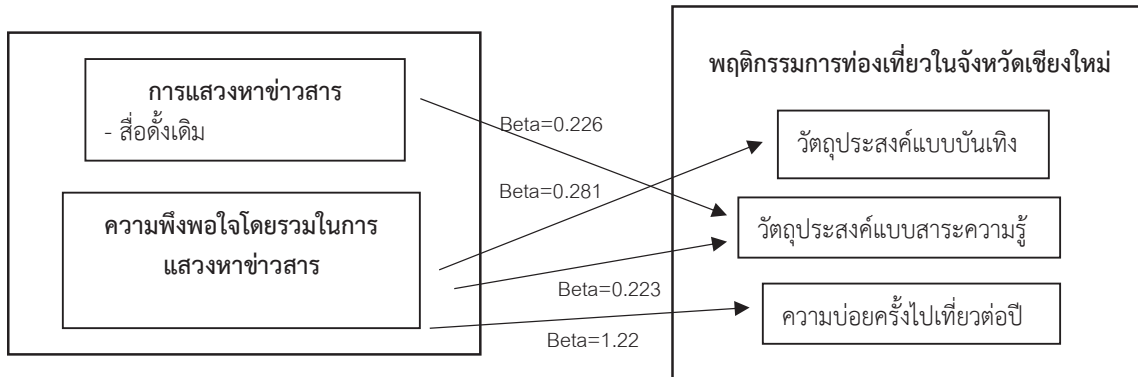 การแสวงหาข่าวสาร
- สื่อดั้งเดิม
ความพึงพอใจโดยรวมในการ
แสวงหาข่าวสาร
Beta=0.226
Beta=0.281
Beta=0.223
Beta=1.22
พฤติกรรมการท่องเที่ยวในจังหวัดเชียงใหม่
วัตถุประสงค์แบบบันเทิง
วัตถุประสงค์แบบสาระความรู้
ความบ่อยครั้งไปเที่ยวต่อปี